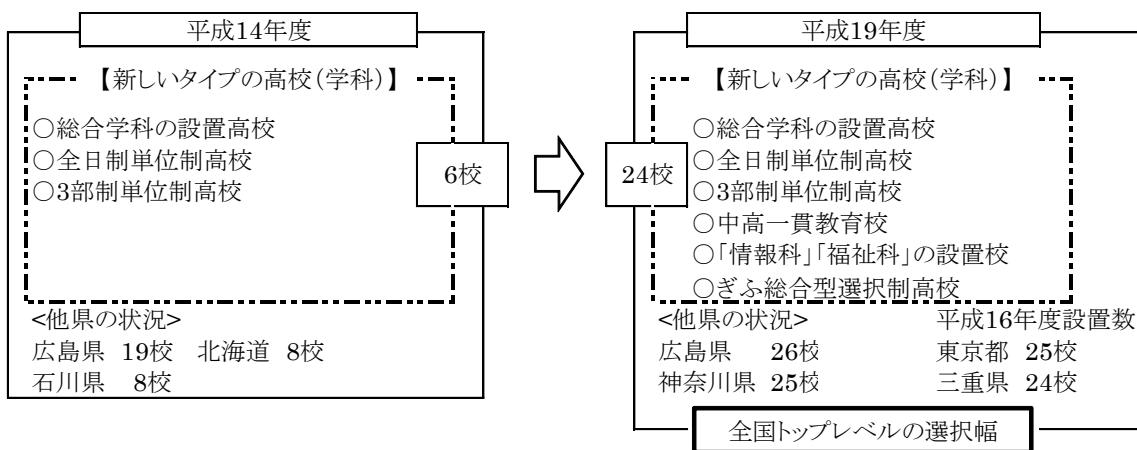 平成14年度
【新しいタイプの高校(学科)】
○総合学科の設置高校
○全日制単位制高校
○3部制単位制高校
6校
<他県の状況>
広島県 19校 北海道 8校
石川県 8校
平成19年度
【新しいタイプの高校(学科)】
○総合学科の設置高校
○全日制単位制高校
○3部制単位制高校
○中高一貫教育校
○「情報科」「福祉科」の設置校
○ぎふ総合型選択制高校
24校
<他県の状況> 平成16年度設置数
広島県 26校 東京都 25校
神奈川県 25校 三重県 24校
全国トップレベルの選択幅